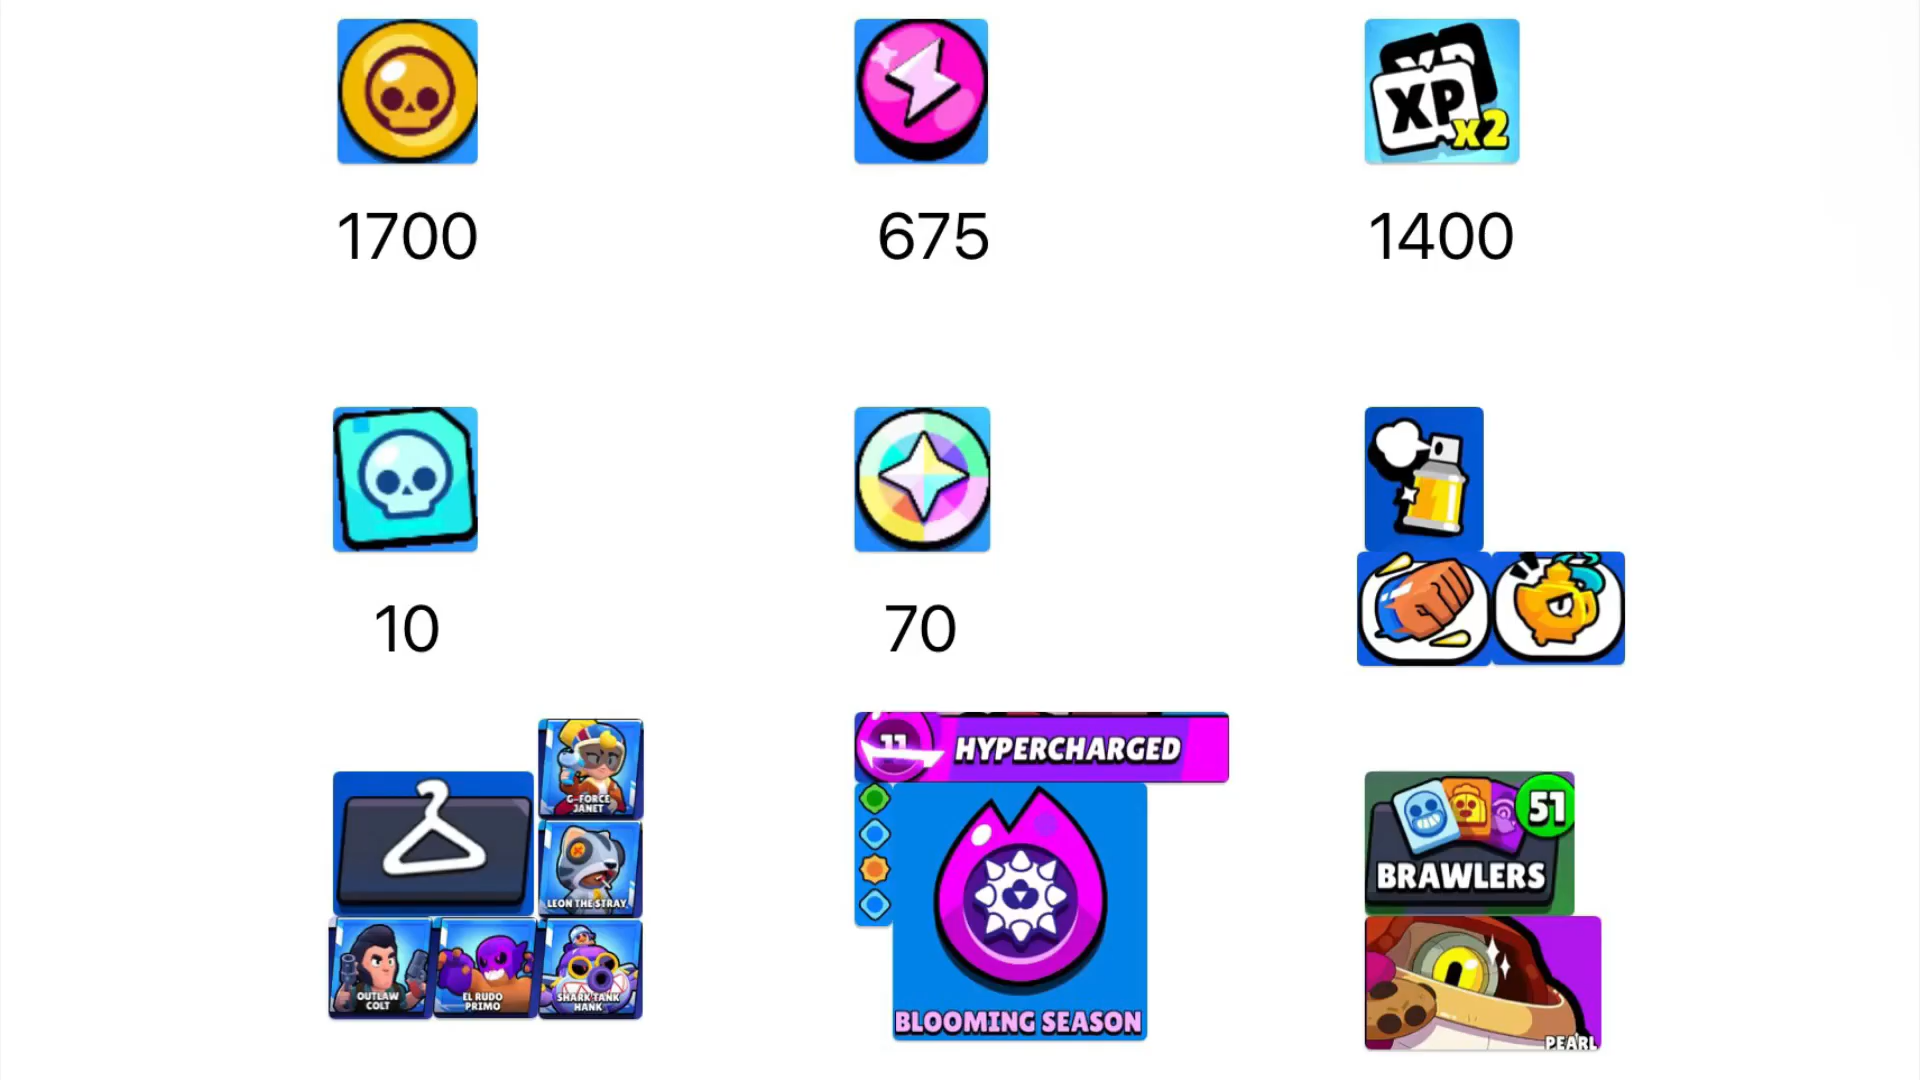 XP
XP
x2
1700
675
1400
10
70
G-FORCE
JANET
LEON THE STRAY
OUTLAW
COLT
EL RUDO
PRIMO
SHARK TANK
HANK
11
HYPERCHARGED
BLOOMING SEASON
51
BRAWLERS
PEARL